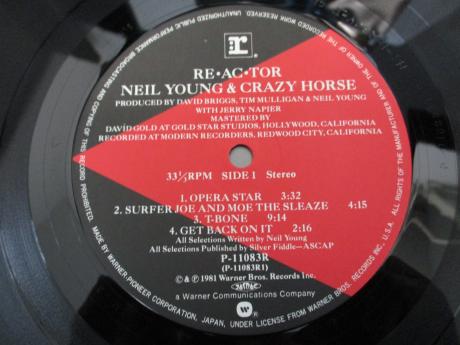 UNAUTHORIZED PUBLIC PERFORMANCE, BROADCASTING AND COPYING OF THIS RECORD PROHIBITED.
ALL RIGHTS OF THE MANUFACTURER AND OF THE OWNER OF THE RECORDED WORK RESERVED.
R
RE•AC•TOR
NEIL YOUNG & CRAZY HORSE
PRODUCED BY DAVID BRIGGS, TIM MULLIGAN & NEIL YOUNG
WITH JERRY NAPIER
MASTERED BY
DAVID GOLD AT GOLD STAR STUDIOS, HOLLYWOOD, CALIFORNIA
RECORDED AT MODERN RECORDERS, REDWOOD CITY, CALIFORNIA
33⅓ RPM SIDE 1 Stereo
1. OPERA STAR 3:32
2. SURFER JOE AND MOE THE SLEAZE 4:15
3. T-BONE 9:14
4. GET BACK ON IT 2:16
All Selections Written by Neil Young
All Selections Published by Silver Fiddle—ASCAP
P-11083R
(P-11083R1)
℗ & © 1981 Warner Bros. Records Inc.
JASRAC
a Warner Communications Company
W
MADE BY WARNER-PIONEER CORPORATION, JAPAN, UNDER LICENSE FROM WARNER BROS. RECORDS INC. USA